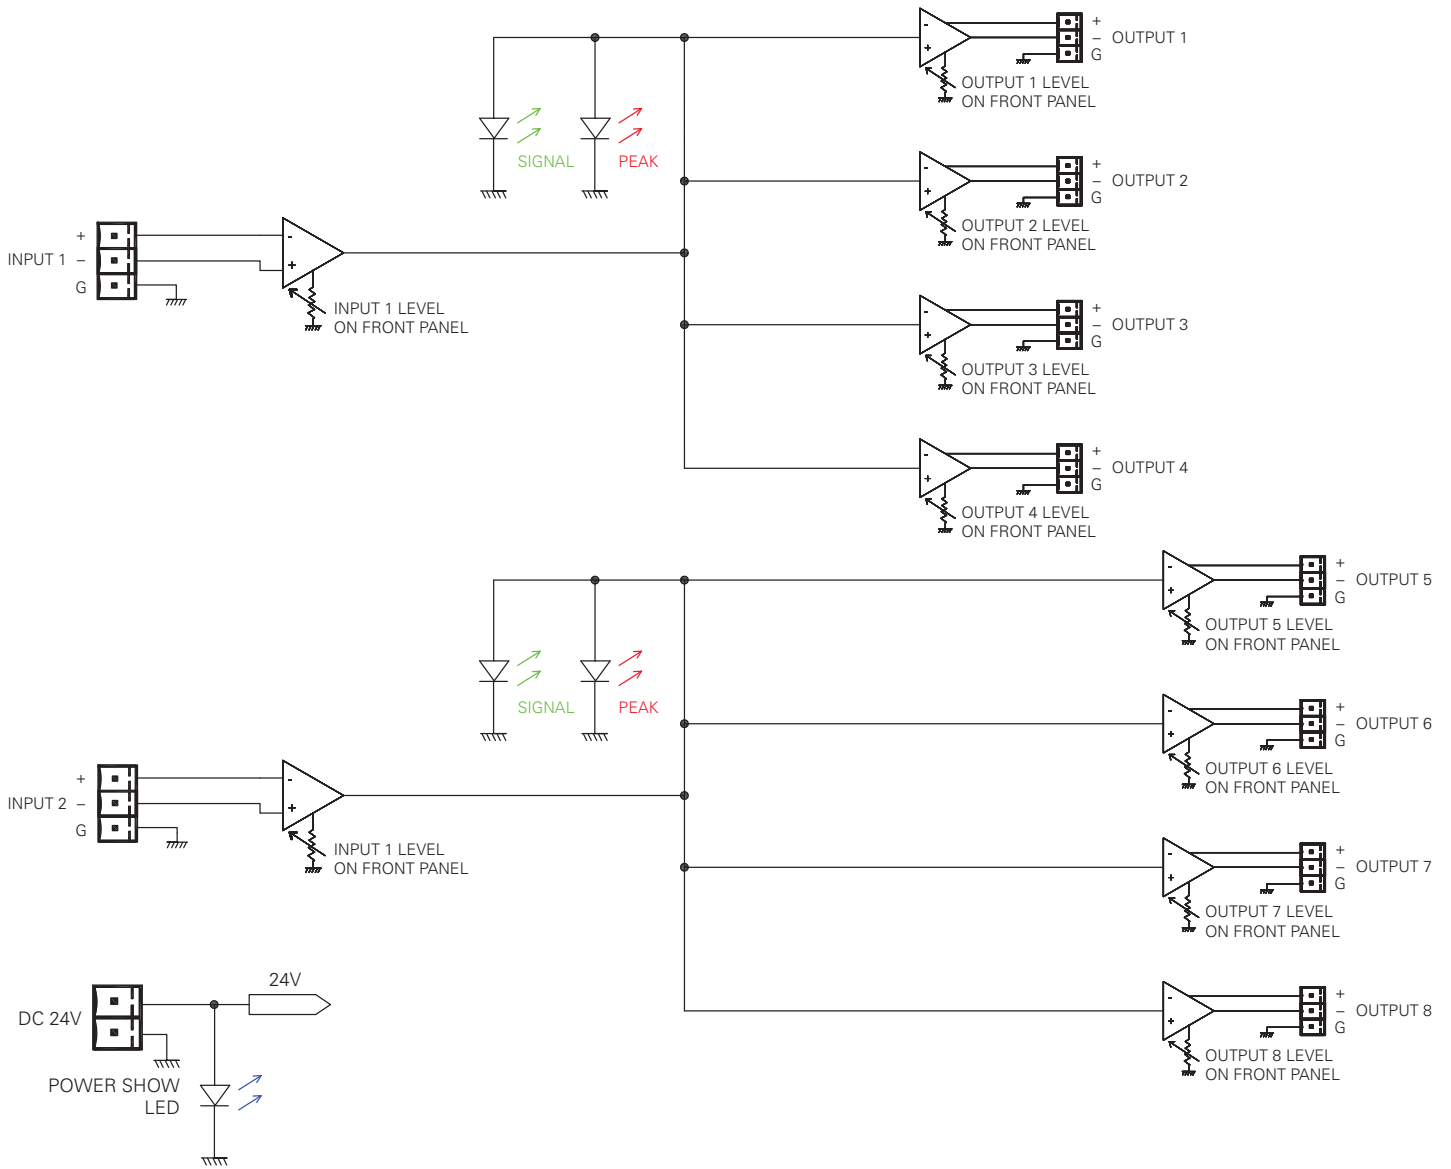 +
– OUTPUT 1
G
OUTPUT 1 LEVEL
ON FRONT PANEL
SIGNAL
PEAK
+
– OUTPUT 2
G
OUTPUT 2 LEVEL
ON FRONT PANEL
+
INPUT 1 –
G
-
+
INPUT 1 LEVEL
ON FRONT PANEL
+
– OUTPUT 3
G
OUTPUT 3 LEVEL
ON FRONT PANEL
+
– OUTPUT 4
G
OUTPUT 4 LEVEL
ON FRONT PANEL
+
– OUTPUT 5
G
OUTPUT 5 LEVEL
ON FRONT PANEL
SIGNAL
PEAK
+
– OUTPUT 6
G
OUTPUT 6 LEVEL
ON FRONT PANEL
+
INPUT 2 –
G
-
+
INPUT 1 LEVEL
ON FRONT PANEL
+
– OUTPUT 7
G
OUTPUT 7 LEVEL
ON FRONT PANEL
+
– OUTPUT 8
G
OUTPUT 8 LEVEL
ON FRONT PANEL
24V
DC 24V
POWER SHOW
LED